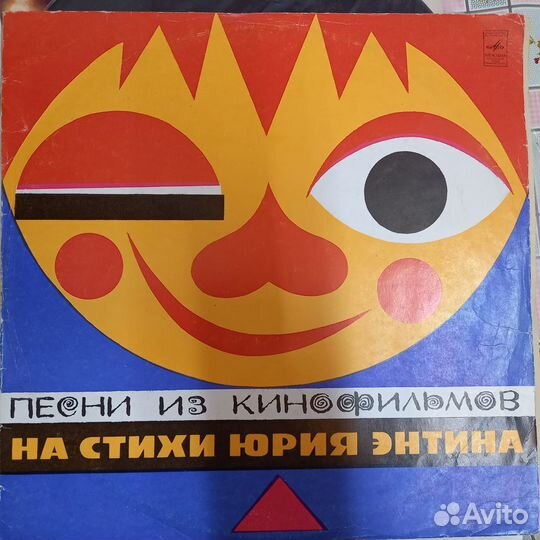 ПЕСНИ ИЗ КИНОФИЛЬМОВ
НА СТИХИ ЮРИЯ ЭНТИНА
Avito